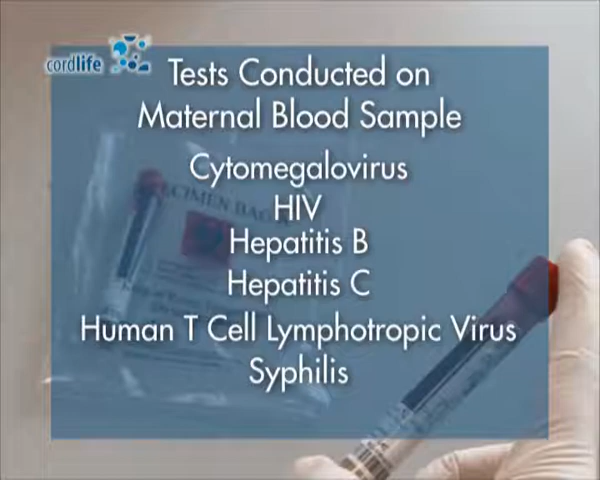 cordlife
Tests Conducted on
Maternal Blood Sample
Cytomegalovirus
HIV
Hepatitis B
Hepatitis C
Human T Cell Lymphotropic Virus
Syphilis